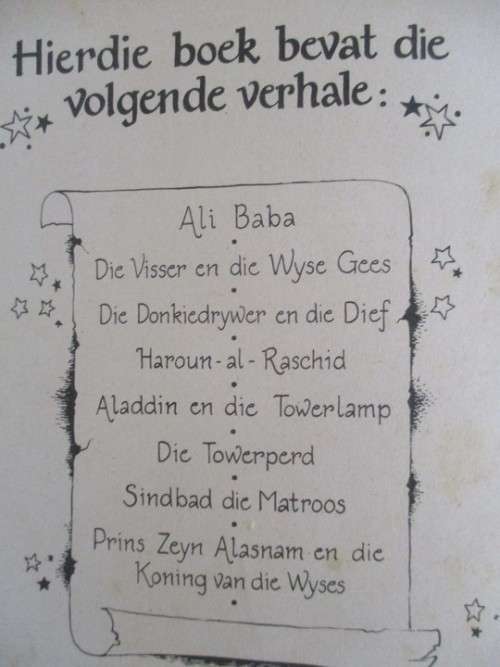 Hierdie boek bevat die
volgende verhale:
Ali Baba
Die Visser en die Wyse Gees
Die Donkiedrywer en die Dief
Haroun-al-Raschid
Aladdin en die Towerlamp
Die Towerperd
Sindbad die Matroos
Prins Zeyn Alasnam en die
Koning van die Wyses